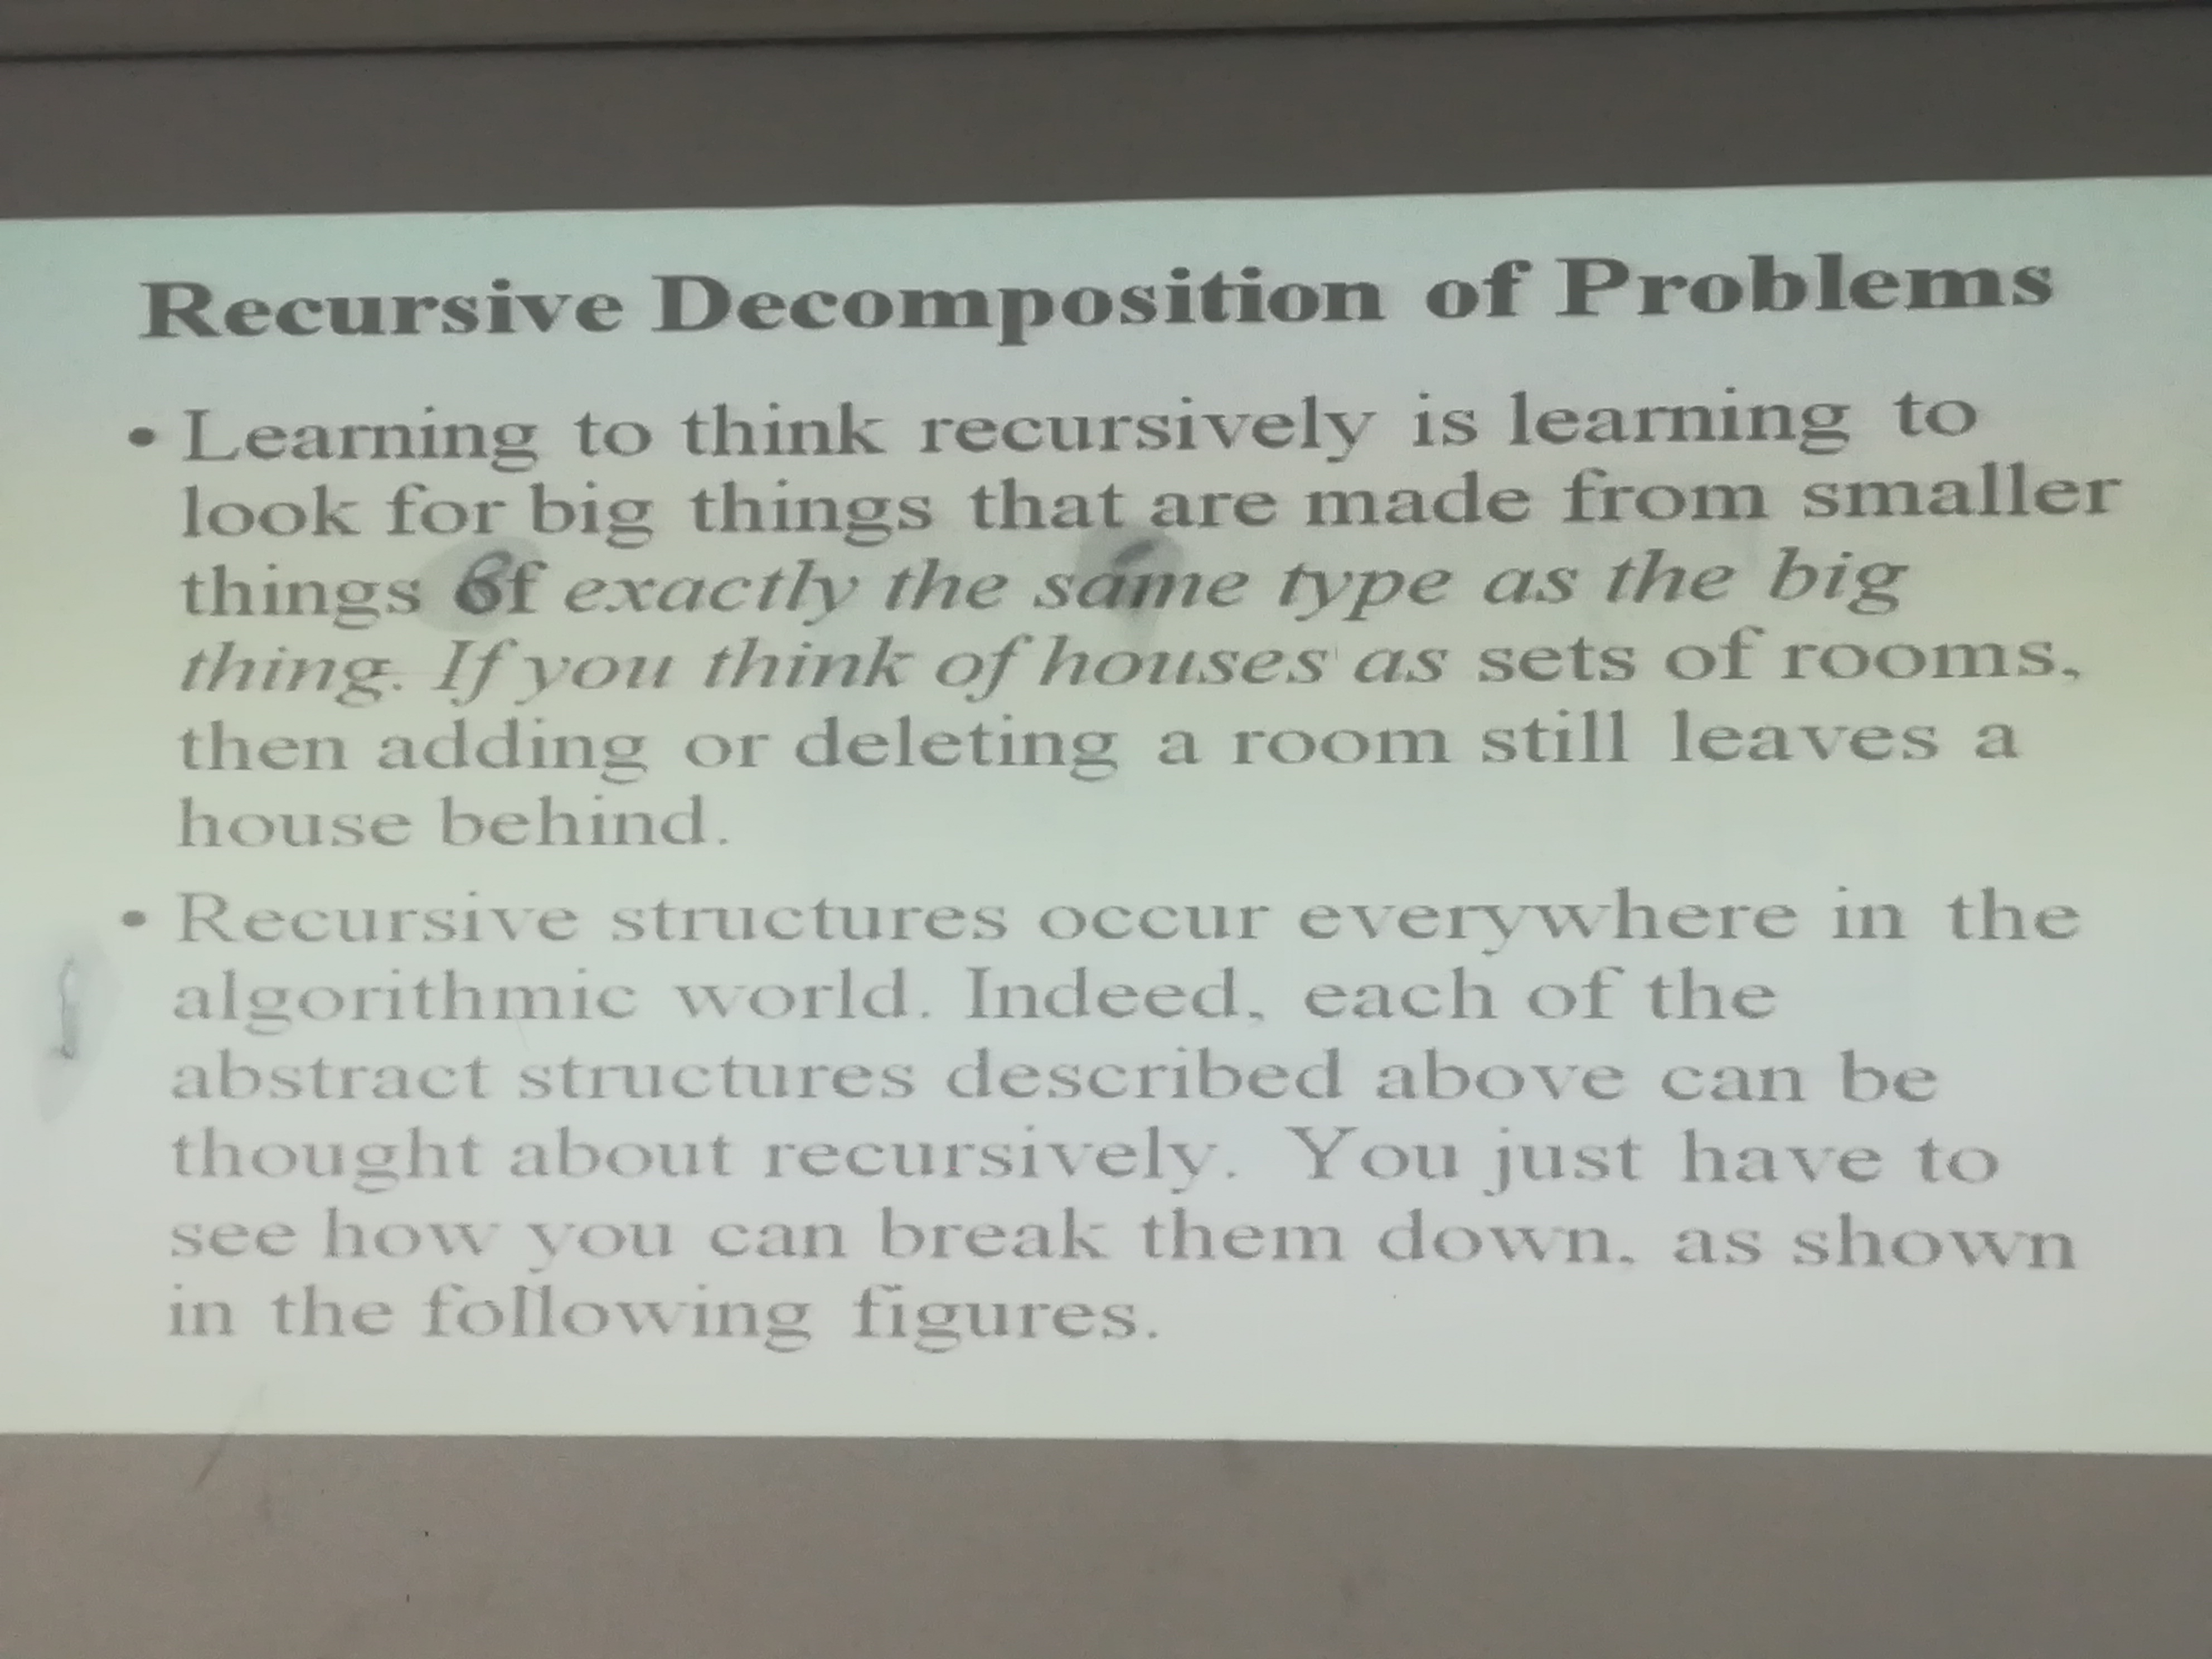 Recursive Decomposition of Problems
• Learning to think recursively is learning to
look for big things that are made from smaller
things of exactly the same type as the big
thing. If you think of houses as sets of rooms,
then adding or deleting a room still leaves a
house behind.
• Recursive structures occur everywhere in the
algorithmic world. Indeed, each of the
abstract structures described above can be
thought about recursively. You just have to
see how you can break them down, as shown
in the following figures.